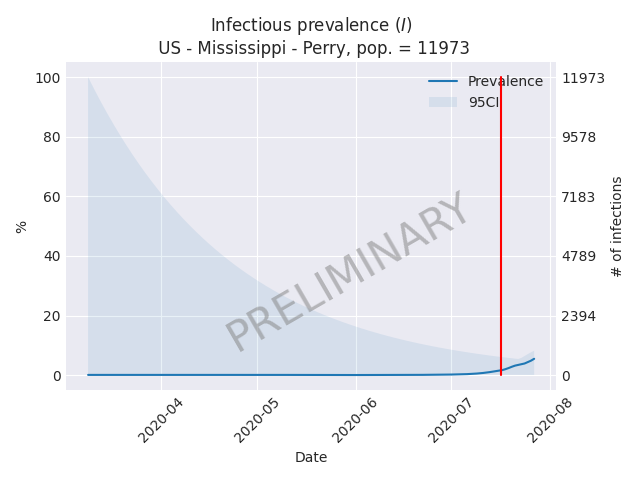 Infectious prevalence (I)
US - Mississippi - Perry, pop. = 11973
100
80
60
40
20
0
%
11973
9578
7183
4789
2394
0
# of infections
Prevalence
95CI
PRELIMINARY
2020-04
2020-05
2020-06
2020-07
2020-08
Date